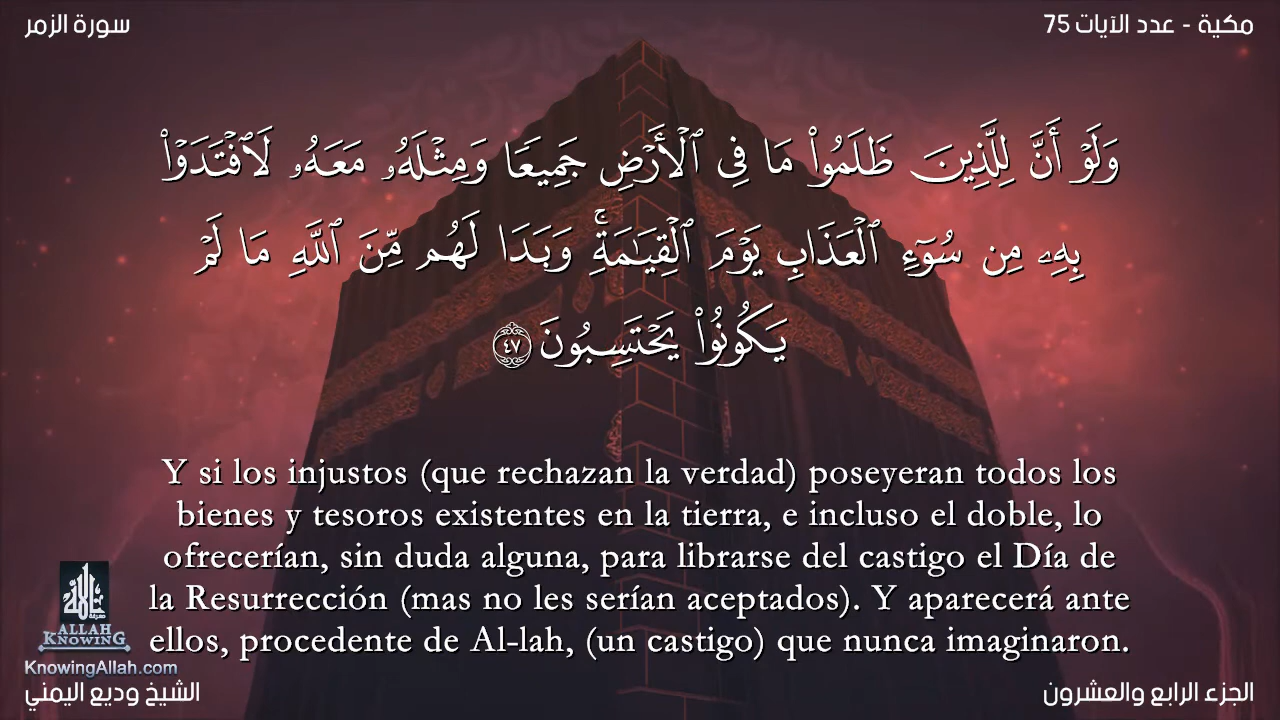 مكية - عدد الآيات 75
سورة الزمر
وَلَوْ أَنَّ لِلَّذِينَ ظَلَمُوا۟ مَا فِى ٱلْأَرْضِ جَمِيعًا وَمِثْلَهُۥ مَعَهُۥ لَٱفْتَدَوْا۟
بِهِۦ مِن سُوٓءِ ٱلْعَذَابِ يَوْمَ ٱلْقِيَـٰمَةِ ۚ وَبَدَا لَهُم مِّنَ ٱللَّهِ مَا لَمْ
يَكُونُوا۟ يَحْتَسِبُونَ ٤٧
Y si los injustos (que rechazan la verdad) poseyeran todos los
bienes y tesoros existentes en la tierra, e incluso el doble, lo
ofrecerían, sin duda alguna, para librarse del castigo el Día de
la Resurrección (mas no les serían aceptados). Y aparecerá ante
ellos, procedente de Al-lah, (un castigo) que nunca imaginaron.
ALLAH
KNOWING
KnowingAllah.com
الجزء الرابع والعشرون
الشيخ وديع اليمني